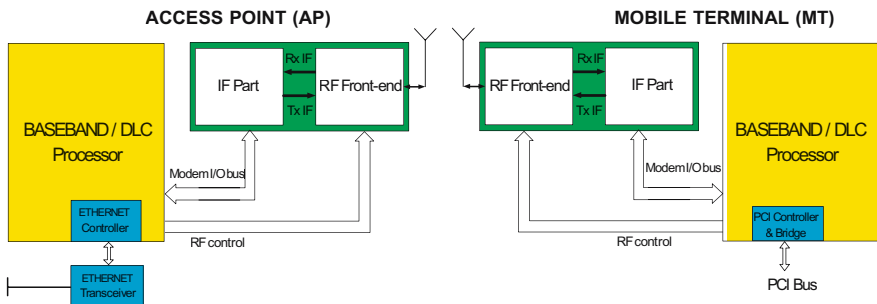 ACCESS POINT (AP)
BASEBAND / DLC
Processor
ETHERNET
Controller
ETHERNET
Transceiver
IF Part
Rx IF
Tx IF
RF Front-end
Modem I/O bus
RF control
MOBILE TERMINAL (MT)
RF Front-end
Rx IF
Tx IF
IF Part
Modem I/O bus
RF control
BASEBAND / DLC
Processor
PCI Controller
& Bridge
PCI Bus